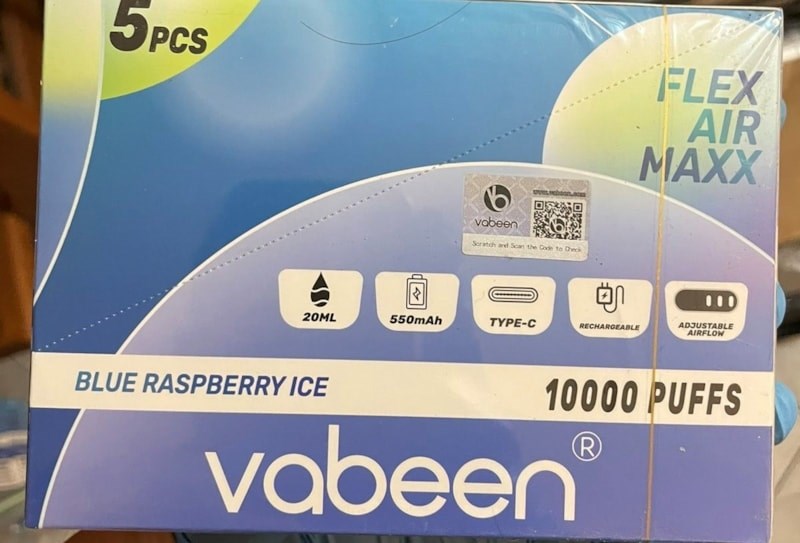 5PCS
FLEX
AIR
MAXX
vabeen
Scratch and Scan the Code to Check
20ML
550mAh
TYPE-C
RECHARGEABLE
ADJUSTABLE
AIRFLOW
BLUE RASPBERRY ICE
10000 PUFFS
vabeen®